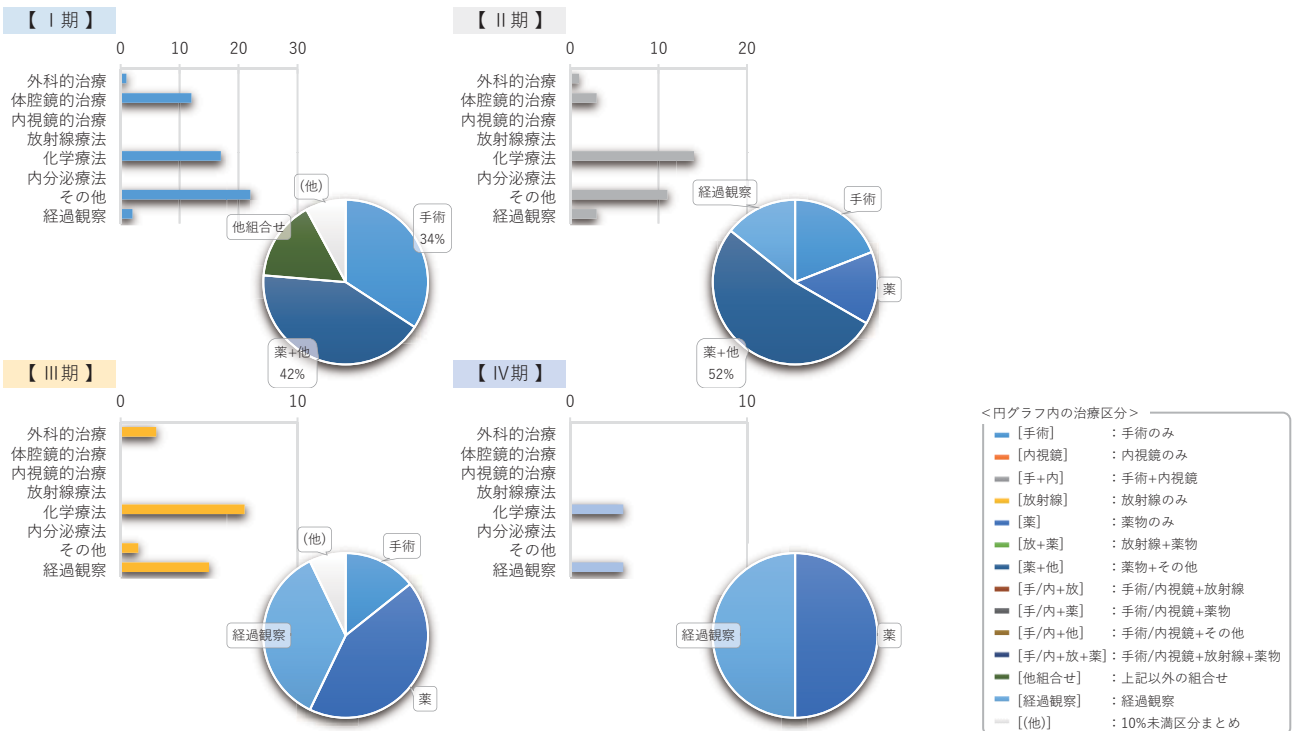 【 Ⅰ期 】
0 10 20 30
外科的治療
体腔鏡的治療
内視鏡的治療
放射線療法
化学療法
内分泌療法
その他
経過観察
(他)
他組合せ
手術
34%
薬+他
42%
【 Ⅱ期 】
0 10 20
外科的治療
体腔鏡的治療
内視鏡的治療
放射線療法
化学療法
内分泌療法
その他
経過観察
経過観察
手術
薬
薬+他
52%
【 Ⅲ期 】
0 10
外科的治療
体腔鏡的治療
内視鏡的治療
放射線療法
化学療法
内分泌療法
その他
経過観察
(他)
手術
経過観察
薬
【 Ⅳ期 】
0 10
外科的治療
体腔鏡的治療
内視鏡的治療
放射線療法
化学療法
内分泌療法
その他
経過観察
経過観察
薬
<円グラフ内の治療区分>
[手術] ：手術のみ
[内視鏡] ：内視鏡のみ
[手+内] ：手術+内視鏡
[放射線] ：放射線のみ
[薬] ：薬物のみ
[放+薬] ：放射線+薬物
[薬+他] ：薬物+その他
[手/内+放] ：手術/内視鏡+放射線
[手/内+薬] ：手術/内視鏡+薬物
[手/内+他] ：手術/内視鏡+その他
[手/内+放+薬]：手術/内視鏡+放射線+薬物
[他組合せ] ：上記以外の組合せ
[経過観察] ：経過観察
[(他)] ：10%未満区分まとめ